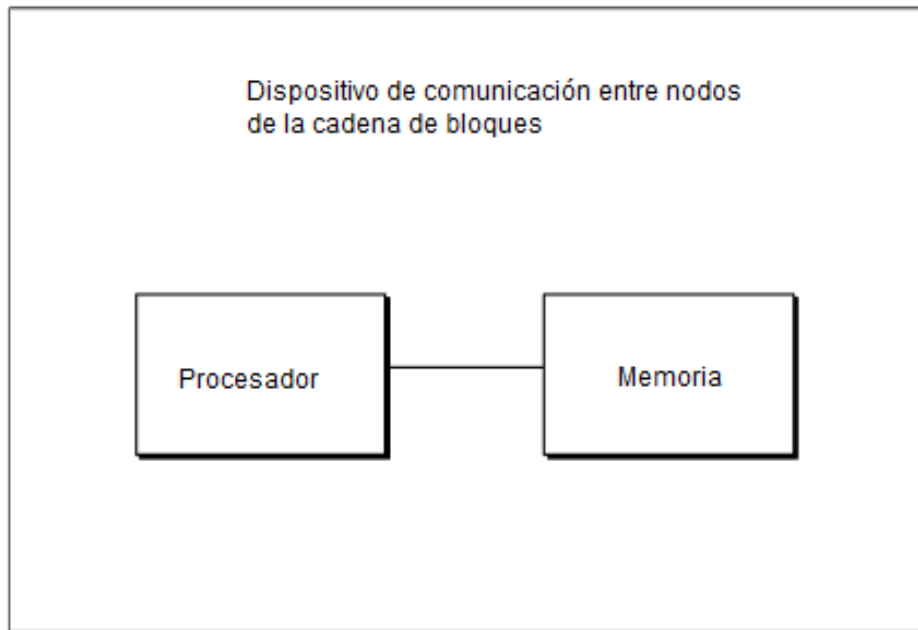 Dispositivo de comunicación entre nodos
de la cadena de bloques
Procesador
Memoria